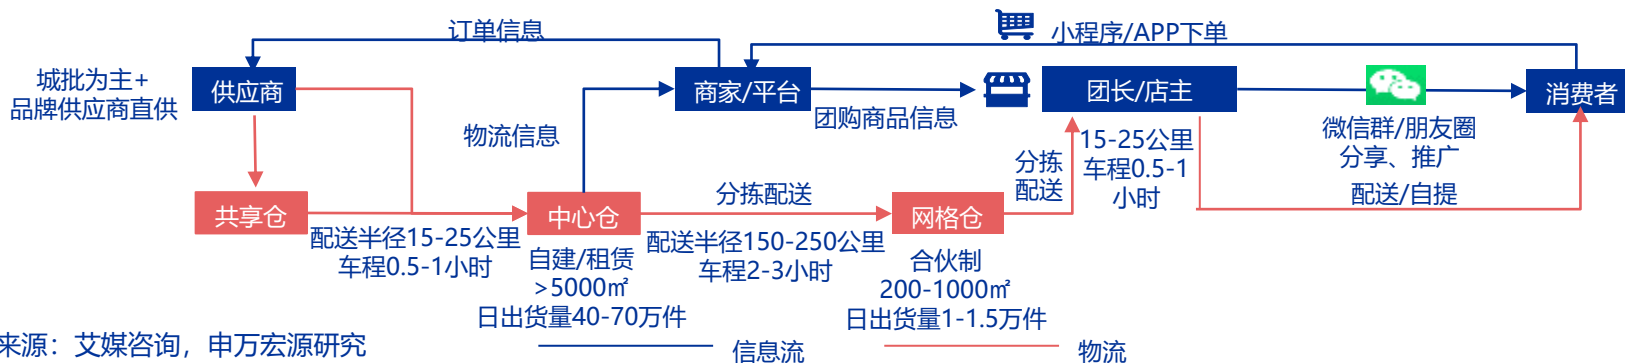 订单信息
小程序/APP下单
城批为主+
品牌供应商直供
供应商
商家/平台
团长/店主
消费者
团购商品信息
物流信息
微信群/朋友圈
分享、推广
15-25公里
车程0.5-1
小时
分拣
配送
分拣配送
配送/自提
共享仓
中心仓
网格仓
配送半径15-25公里
车程0.5-1小时
自建/租赁
>5000㎡
日出货量40-70万件
配送半径150-250公里
车程2-3小时
合伙制
200-1000㎡
日出货量1-1.5万件
来源：艾媒咨询，申万宏源研究
信息流
物流